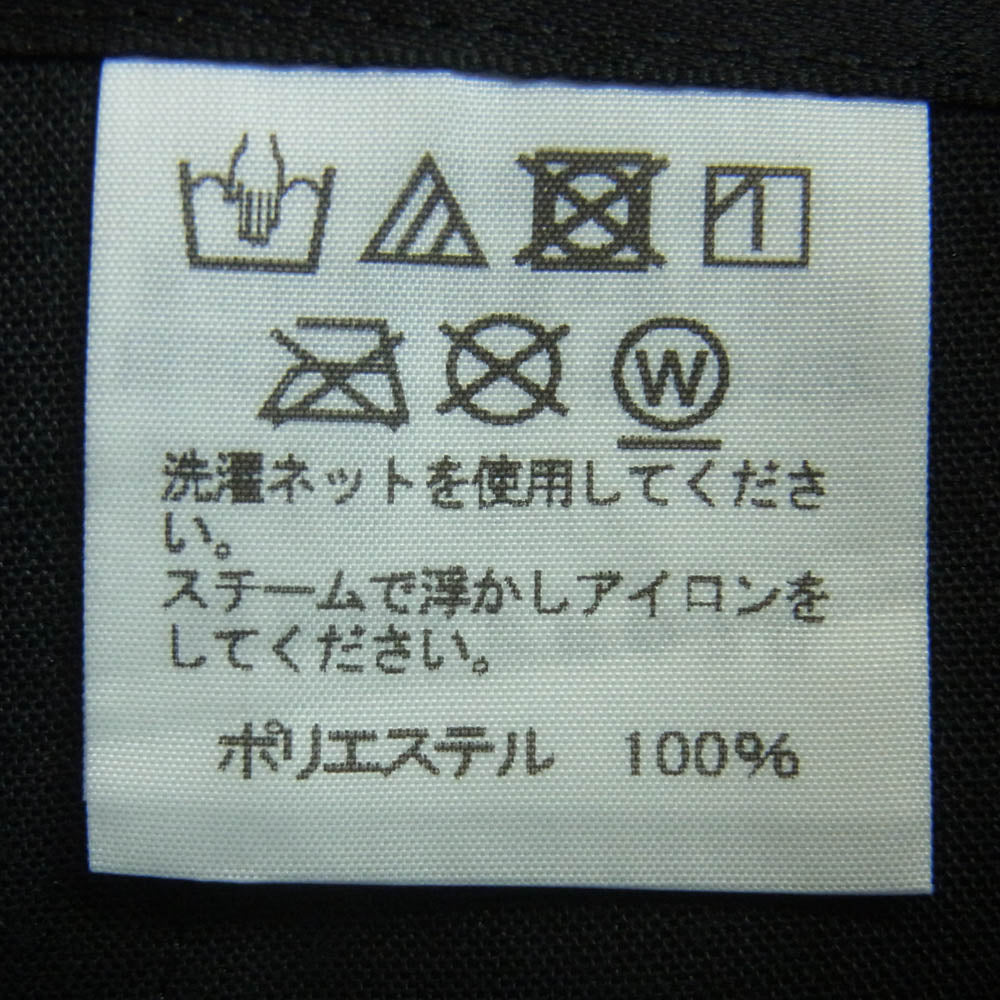 W
洗濯ネットを使用してくださ
い。
スチームで浮かしアイロンを
してください。
ポリエステル 100%